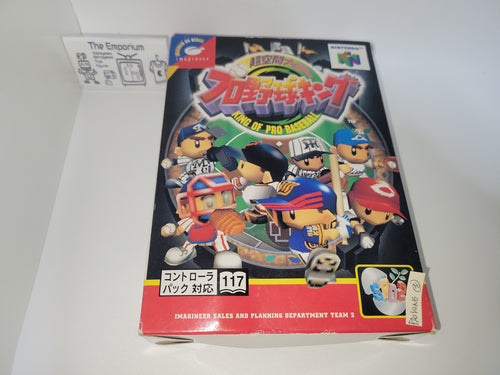 The Emporium
imagineer
NINTENDO 64
超空間ナイター
プロ野球キング
KING OF PRO BASEBALL
コントローラ
パック 対応
117
IMAGINEER SALES AND PLANNING DEPARTMENT TEAM 2